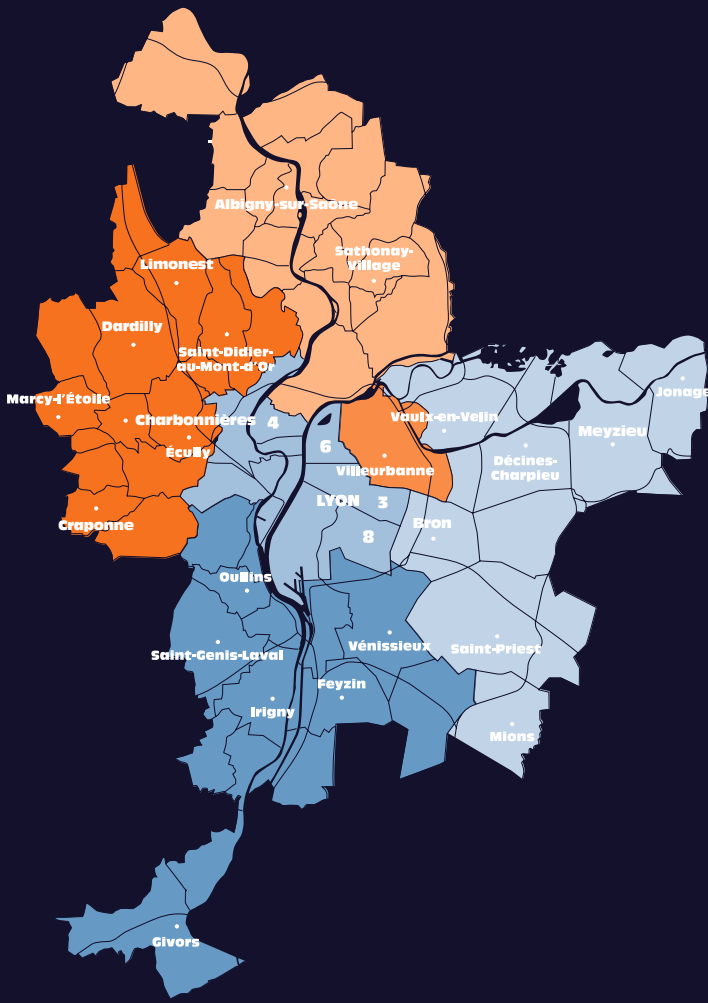 Albigny-sur-Saône
Sathonay-
Village
Limonest
Dardilly
Saint-Didier-
au-Mont-d'Or
Marcy-l'Étoile
Charbonnières
Écully
Craponne
4
6
Vaulx-en-Velin
Jonage
Meyzieu
Villeurbanne
Décines-
Charpieu
LYON
3
8
Bron
Oullins
Vénissieux
Saint-Priest
Saint-Genis-Laval
Feyzin
Irigny
Mions
Givors